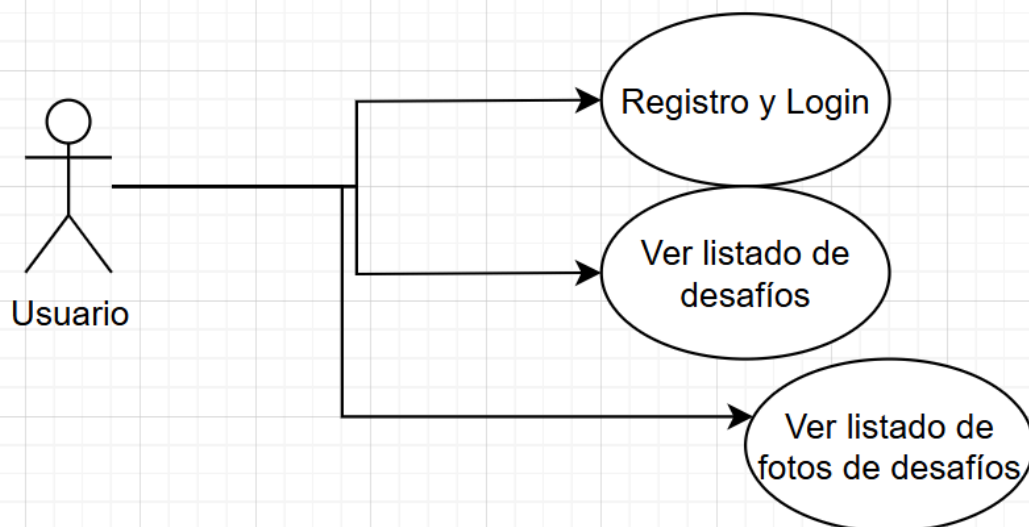 Registro y Login
Ver listado de
desafíos
Usuario
Ver listado de
fotos de desafíos